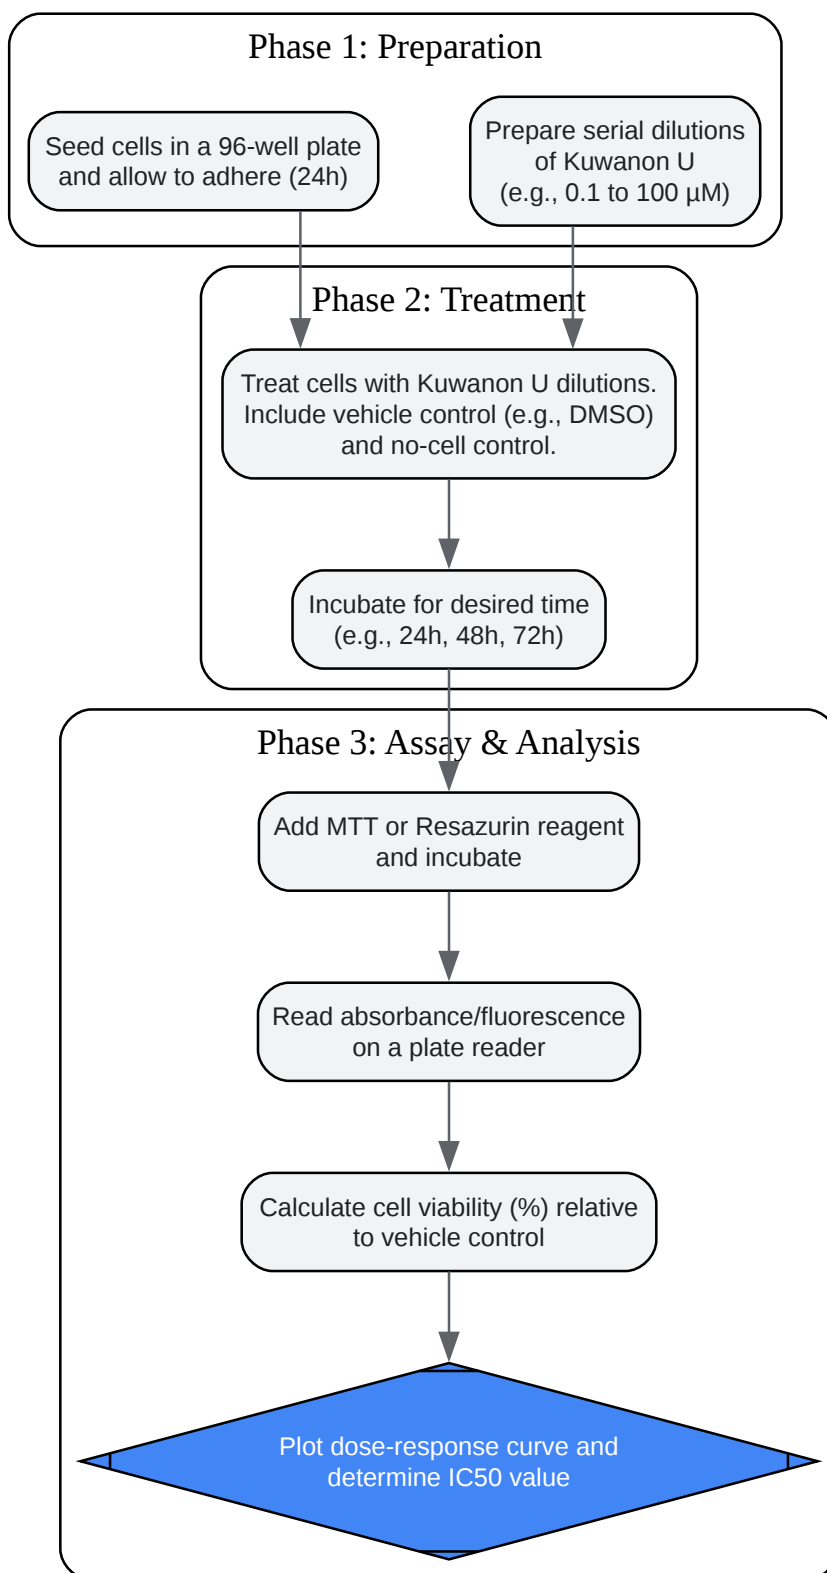 Phase 1: Preparation
Seed cells in a 96-well plate
and allow to adhere (24h)
Prepare serial dilutions
of Kuwanon U
(e.g., 0.1 to 100 µM)
Phase 2: Treatment
Treat cells with Kuwanon U dilutions.
Include vehicle control (e.g., DMSO)
and no-cell control.
Incubate for desired time
(e.g., 24h, 48h, 72h)
Phase 3: Assay & Analysis
Add MTT or Resazurin reagent
and incubate
Read absorbance/fluorescence
on a plate reader
Calculate cell viability (%) relative
to vehicle control
Plot dose-response curve and
determine IC50 value